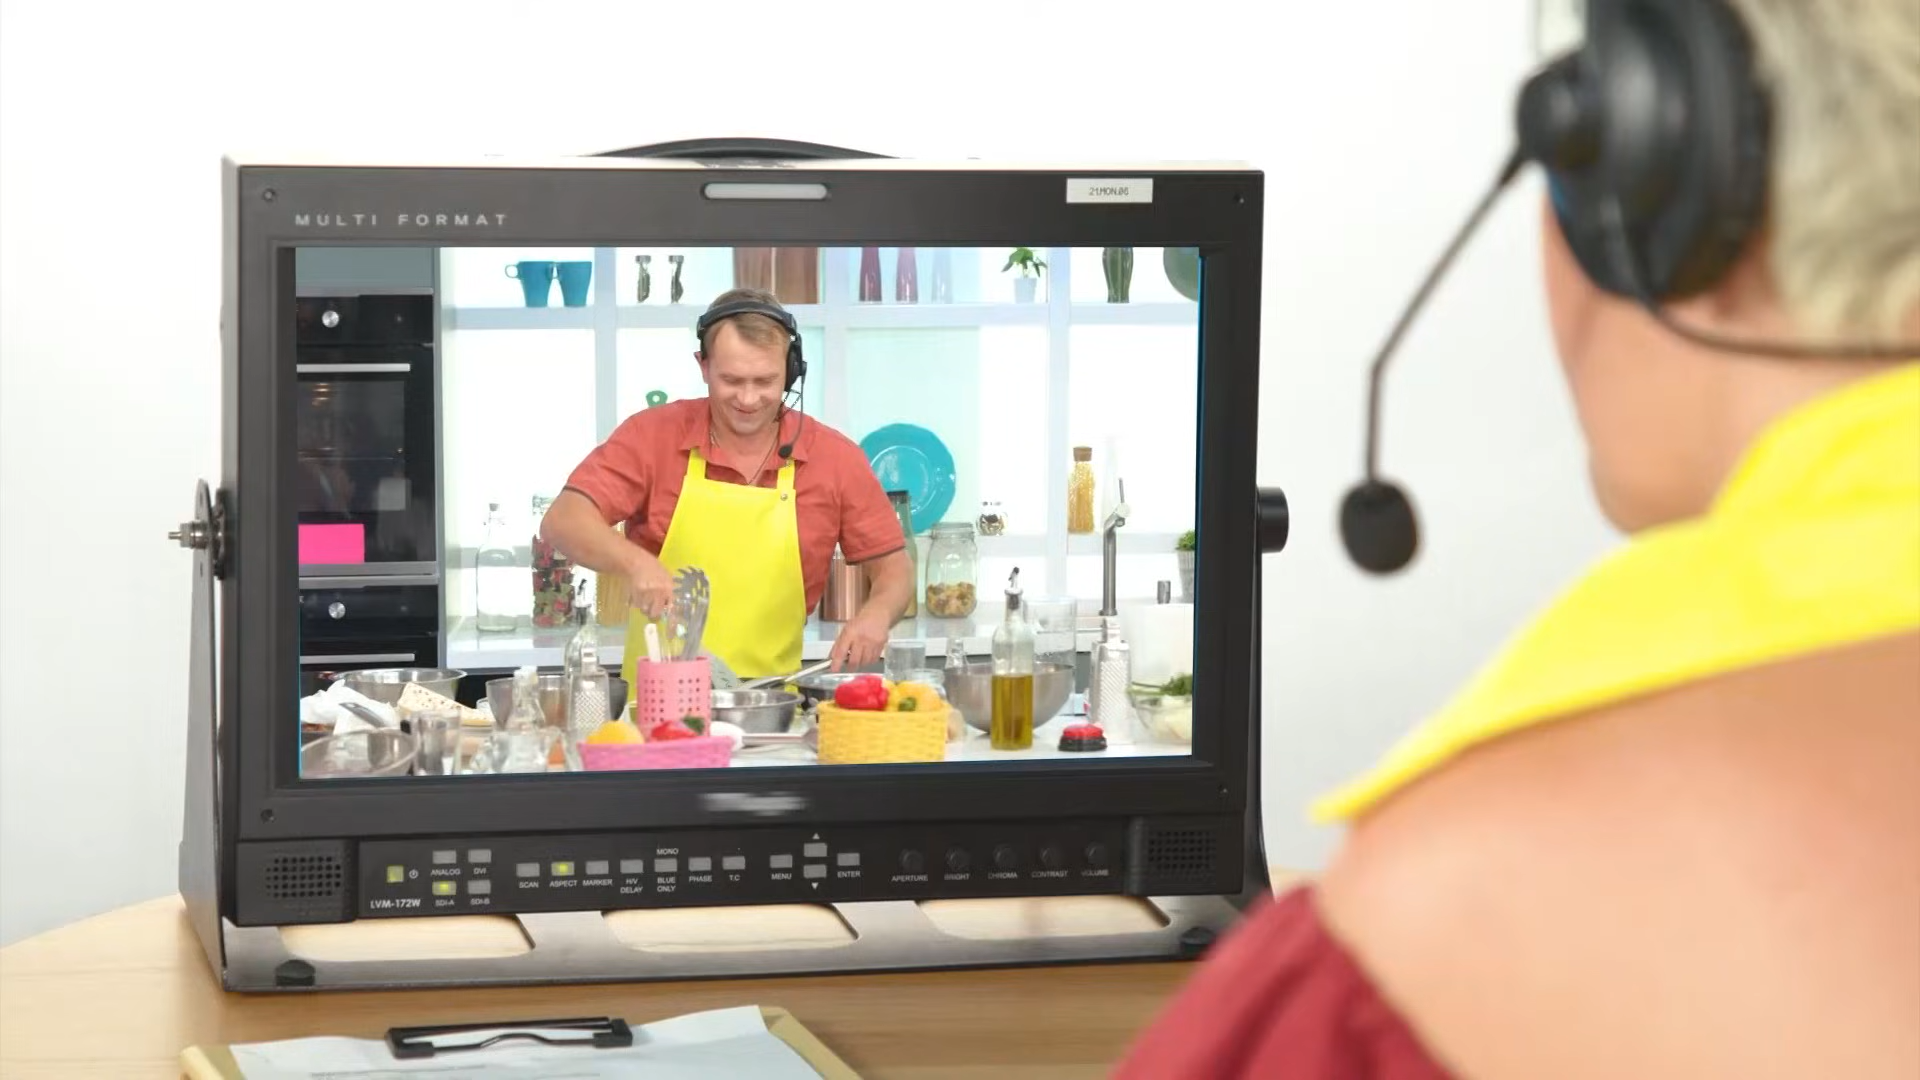 MULTI FORMAT
21MON.06
MONO
ANALOG DVI
SCAN ASPECT MARKER H/V DELAY BLUE ONLY PHASE T.C MENU ENTER APERTURE BRIGHT CHROMA CONTRAST VOLUME
LVM-172W SDI-A SDI-B